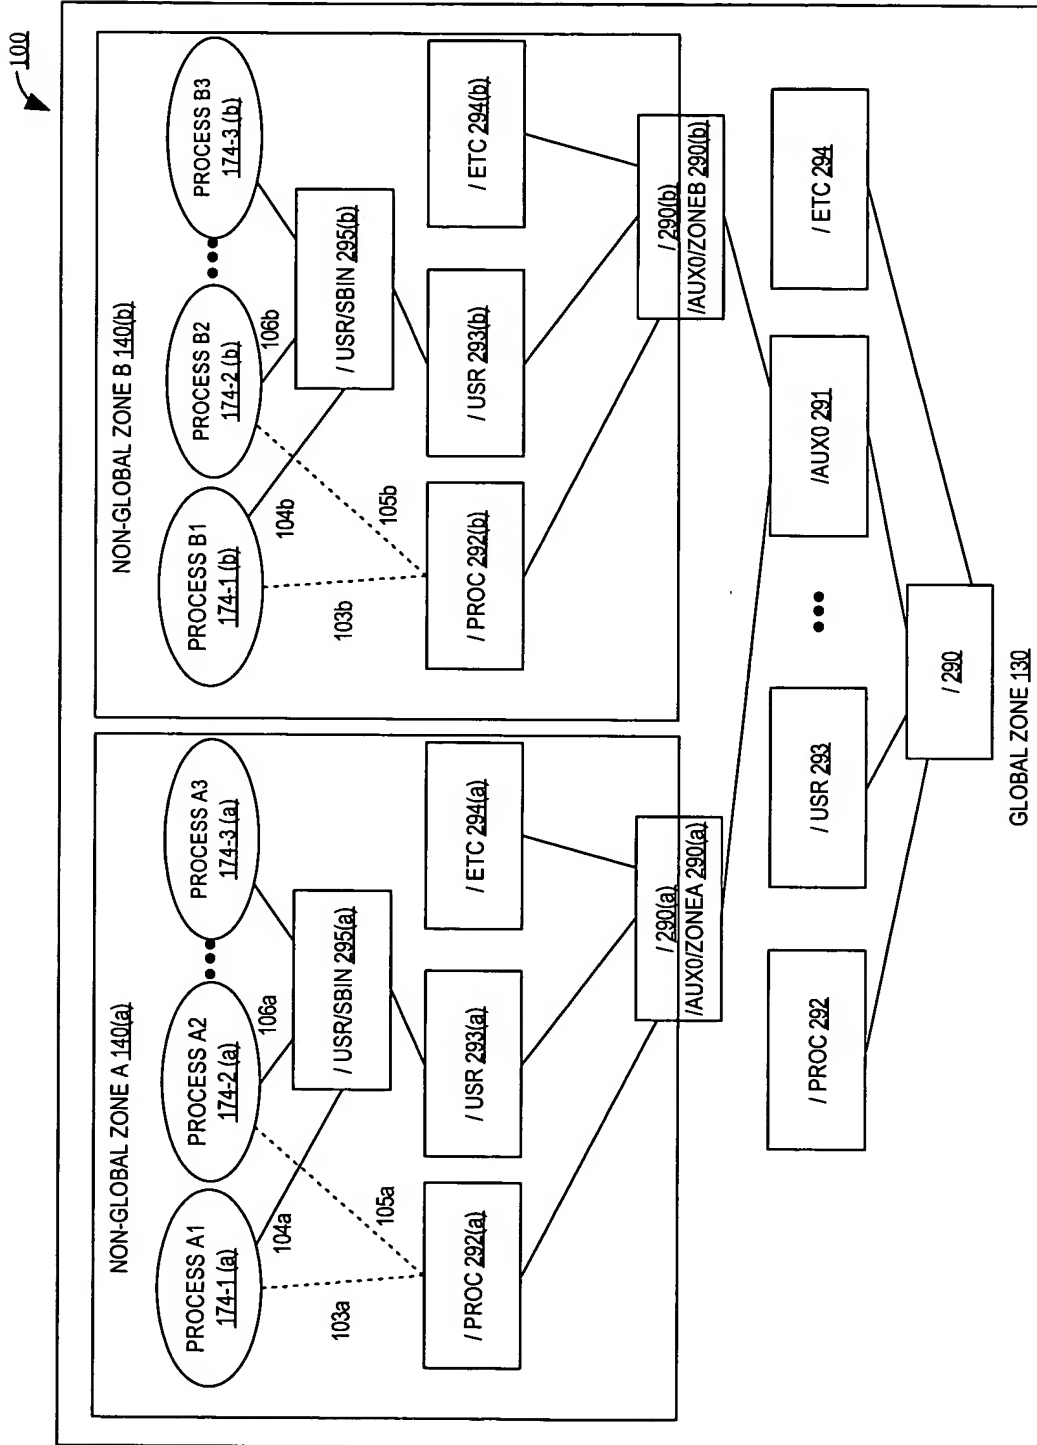 100
NON-GLOBAL ZONE A 140(a)
PROCESS A1
174-1 (a)
PROCESS A2
174-2 (a)
PROCESS A3
174-3 (a)
103a
104a
105a
106a
/ USR/SBIN 295(a)
/ PROC 292(a)
/ USR 293(a)
/ ETC 294(a)
/ 290(a)
/AUX0/ZONEA 290(a)
NON-GLOBAL ZONE B 140(b)
PROCESS B1
174-1 (b)
PROCESS B2
174-2 (b)
PROCESS B3
174-3 (b)
103b
104b
105b
106b
/ USR/SBIN 295(b)
/ PROC 292(b)
/ USR 293(b)
/ ETC 294(b)
/ 290(b)
/AUX0/ZONEB 290(b)
/ PROC 292
/ USR 293
/AUX0 291
/ ETC 294
/ 290
GLOBAL ZONE 130